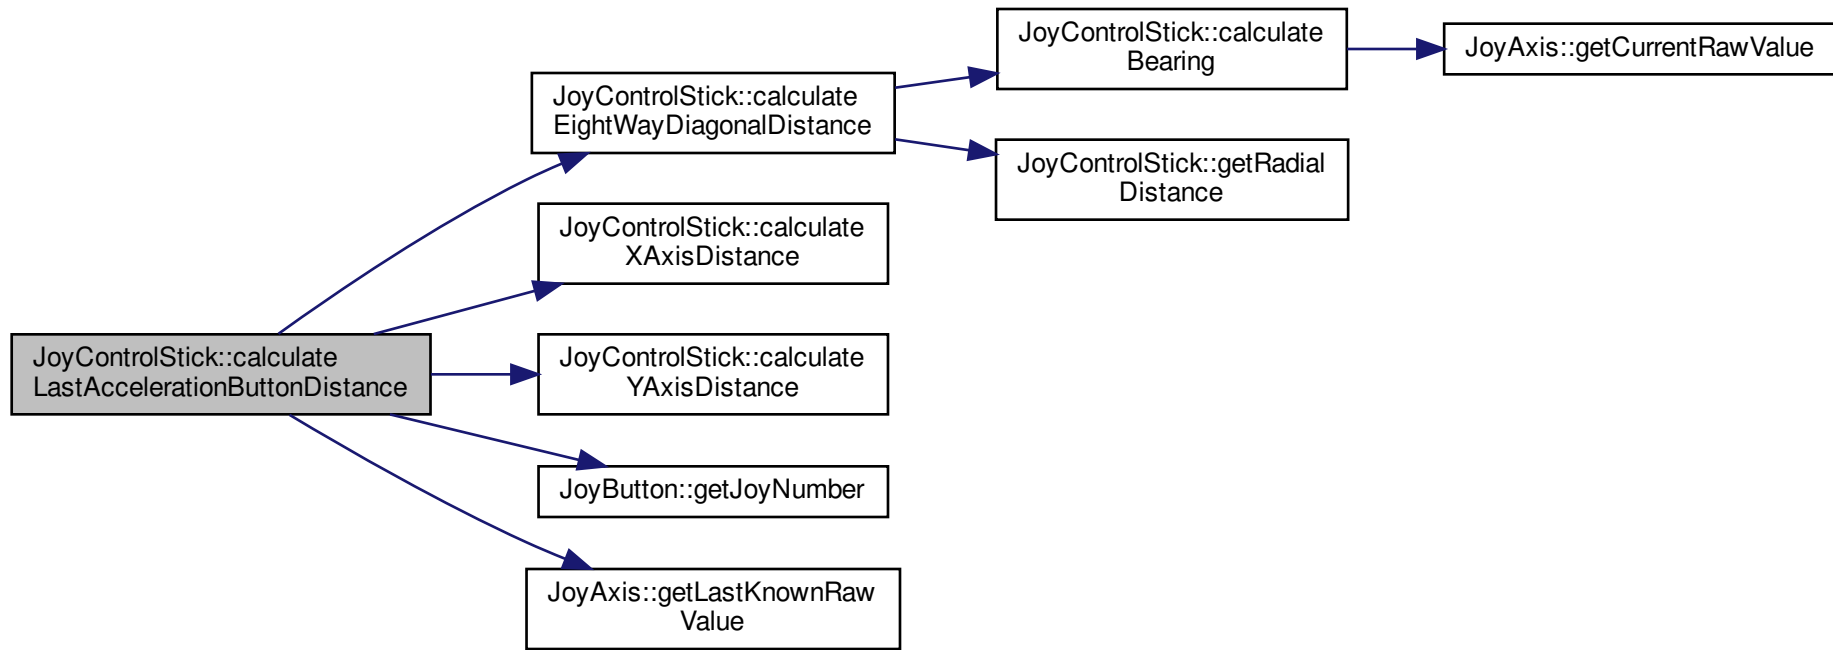 JoyControlStick::calculate
Bearing
JoyAxis::getCurrentRawValue
JoyControlStick::calculate
EightWayDiagonalDistance
JoyControlStick::getRadial
Distance
JoyControlStick::calculate
XAxisDistance
JoyControlStick::calculate
LastAccelerationButtonDistance
JoyControlStick::calculate
YAxisDistance
JoyButton::getJoyNumber
JoyAxis::getLastKnownRaw
Value